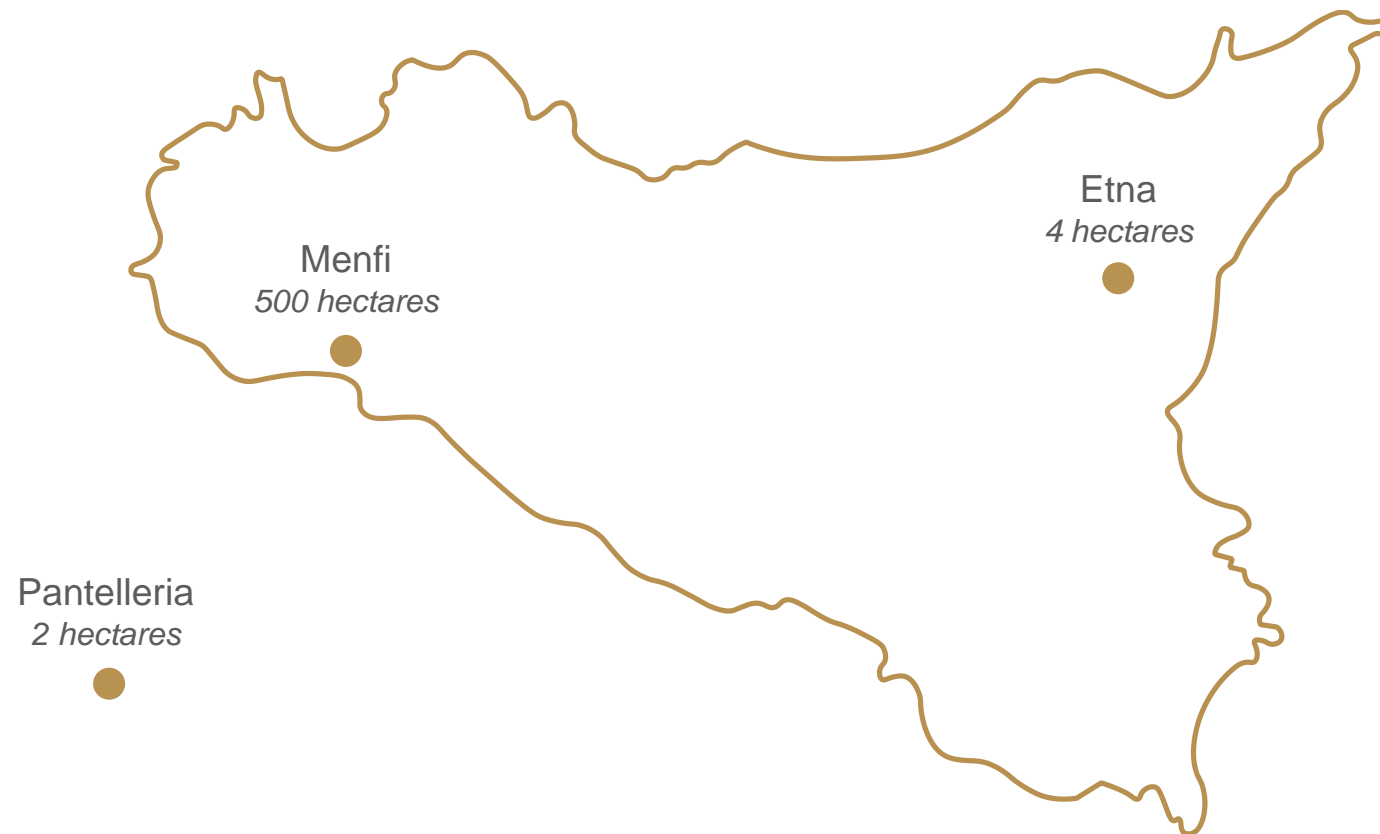 Etna
4 hectares
Menfi
500 hectares
Pantelleria
2 hectares